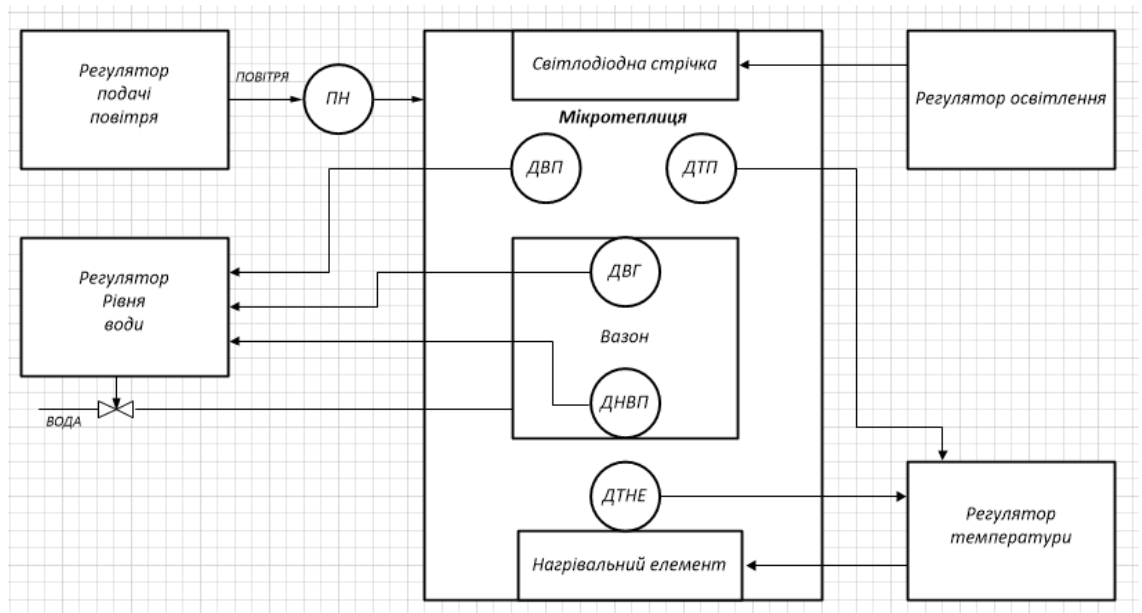 Регулятор
подачі
повітря
ПОВІТРЯ
ПН
Світлодіодна стрічка
Мікротеплиця
Регулятор освітлення
ДВП
ДТП
Регулятор
Рівня
води
ДВГ
Вазон
ДНВП
ВОДА
ДТНЕ
Нагрівальний елемент
Регулятор
температури